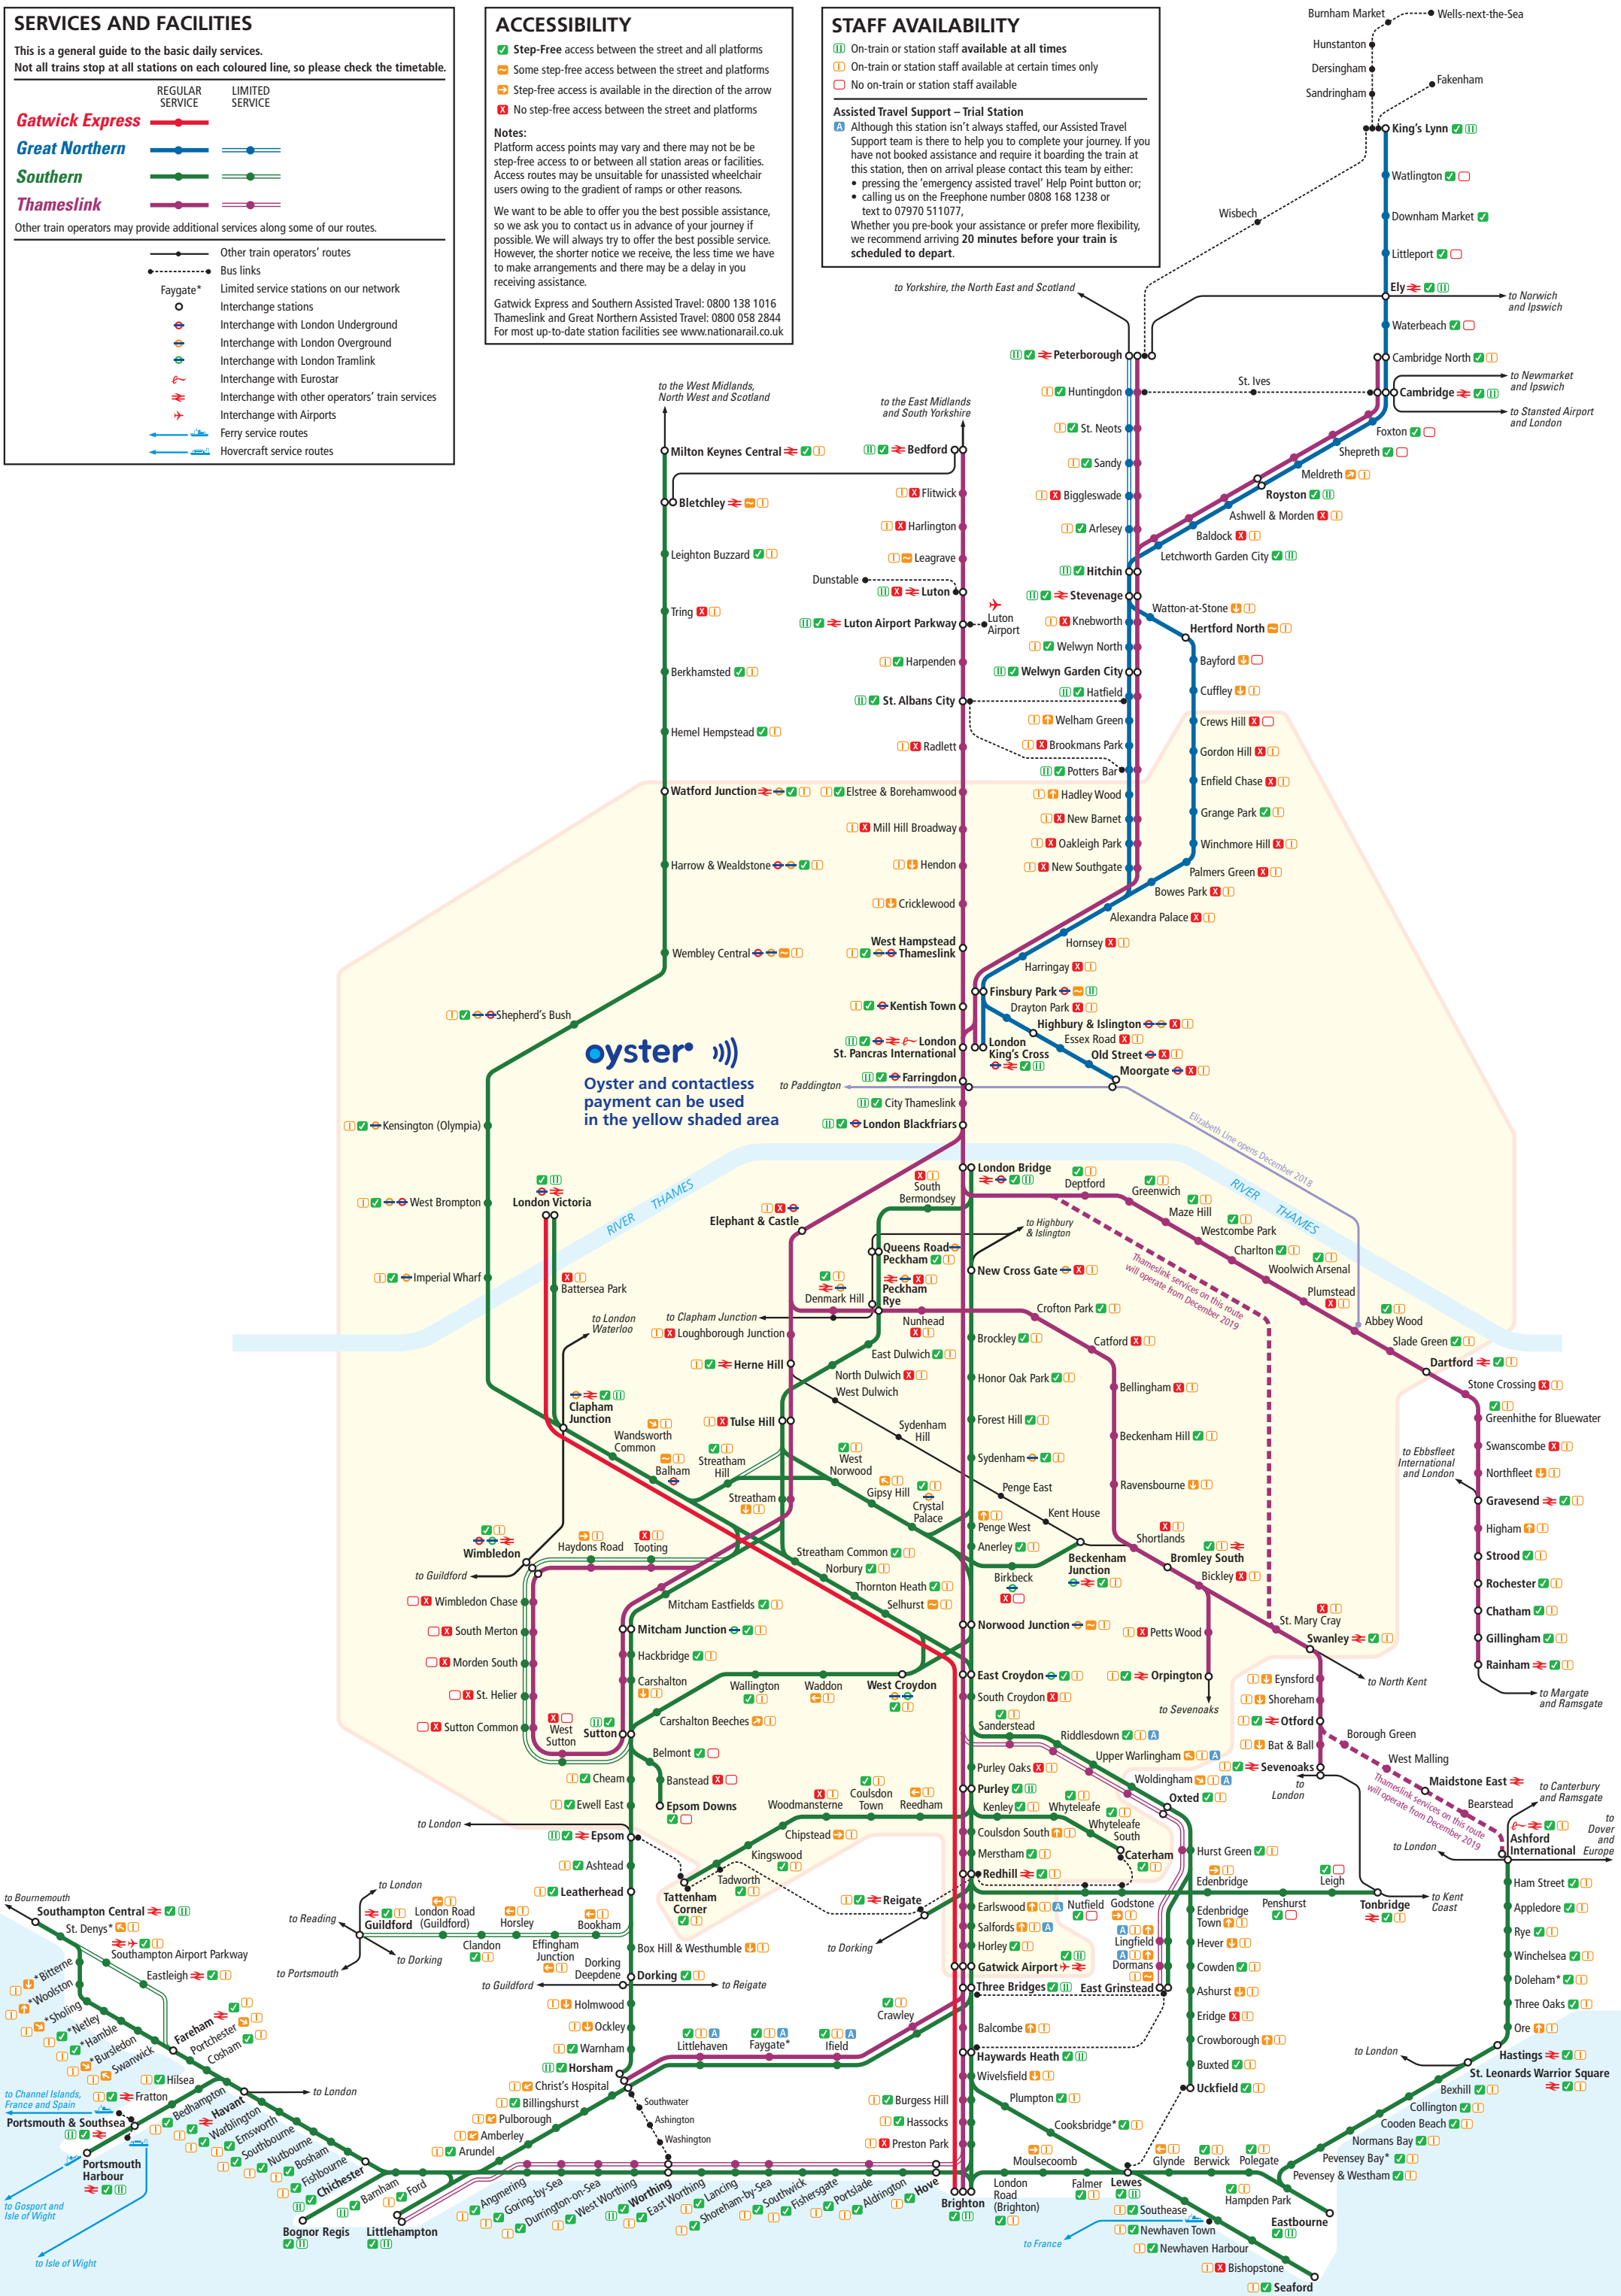 SERVICES AND FACILITIES
This is a general guide to the basic daily services.
Not all trains stop at all stations on each coloured line, so please check the timetable.
REGULAR
SERVICE
LIMITED
SERVICE
Gatwick Express
Great Northern
Southern
Thameslink
Other train operators may provide additional services along some of our routes.
Other train operators' routes
Bus links
Faygate*
Limited service stations on our network
Interchange stations
Interchange with London Underground
Interchange with London Overground
Interchange with London Tramlink
Interchange with Eurostar
Interchange with other operators' train services
Interchange with Airports
Ferry service routes
Hovercraft service routes
ACCESSIBILITY
Step-Free access between the street and all platforms
Some step-free access between the street and platforms
Step-free access is available in the direction of the arrow
X No step-free access between the street and platforms
Notes:
Platform access points may vary and there may not be be
step-free access to or between all station areas or facilities.
Access routes may be unsuitable for unassisted wheelchair
users owing to the gradient of ramps or other reasons.
We want to be able to offer you the best possible assistance,
so we ask you to contact us in advance of your journey if
possible. We will always try to offer the best possible service.
However, the shorter notice we receive, the less time we have
to make arrangements and there may be a delay in you
receiving assistance.
Gatwick Express and Southern Assisted Travel: 0800 138 1016
Thameslink and Great Northern Assisted Travel: 0800 058 2844
For most up-to-date station facilities see www.nationarail.co.uk
STAFF AVAILABILITY
On-train or station staff available at all times
On-train or station staff available at certain times only
No on-train or station staff available
Assisted Travel Support – Trial Station
A Although this station isn't always staffed, our Assisted Travel
Support team is there to help you to complete your journey. If you
have not booked assistance and require it boarding the train at
this station, then on arrival please contact this team by either:
• pressing the 'emergency assisted travel' Help Point button or;
• calling us on the Freephone number 0808 168 1238 or
text to 07970 511077,
Whether you pre-book your assistance or prefer more flexibility,
we recommend arriving 20 minutes before your train is
scheduled to depart.
Burnham Market
Wells-next-the-Sea
Hunstanton
Dersingham
Fakenham
Sandringham
King's Lynn
Watlington
Wisbech
Downham Market
Littleport
to Yorkshire, the North East and Scotland
Ely
to Norwich
and Ipswich
Waterbeach
Peterborough
Cambridge North
to Newmarket
and Ipswich
Huntingdon
St. Ives
Cambridge
to Stansted Airport
and London
St. Neots
Foxton
Shepreth
Sandy
Meldreth
Biggleswade
Royston
Ashwell & Morden
Arlesey
Baldock
Letchworth Garden City
Hitchin
Stevenage
Watton-at-Stone
Knebworth
Hertford North
Welwyn North
Bayford
Welwyn Garden City
Cuffley
Hatfield
Welham Green
Crews Hill
Brookmans Park
Gordon Hill
Potters Bar
Enfield Chase
Hadley Wood
Grange Park
New Barnet
Oakleigh Park
Winchmore Hill
New Southgate
Palmers Green
Bowes Park
Alexandra Palace
Hornsey
Harringay
Finsbury Park
Drayton Park
Highbury & Islington
Essex Road
Old Street
Moorgate
London
King's Cross
to the West Midlands,
North West and Scotland
Milton Keynes Central
Bletchley
Leighton Buzzard
Tring
Berkhamsted
Hemel Hempstead
Watford Junction
Harrow & Wealdstone
Wembley Central
Shepherd's Bush
Kensington (Olympia)
West Brompton
Imperial Wharf
to the East Midlands
and South Yorkshire
Bedford
Flitwick
Harlington
Leagrave
Dunstable
Luton
Luton Airport Parkway
Luton
Airport
Harpenden
St. Albans City
Radlett
Elstree & Borehamwood
Mill Hill Broadway
Hendon
Cricklewood
West Hampstead
Thameslink
Kentish Town
London
St. Pancras International
Farringdon
to Paddington
City Thameslink
London Blackfriars
Elizabeth Line opens December 2018
oyster
Oyster and contactless
payment can be used
in the yellow shaded area
RIVER THAMES
RIVER THAMES
London Victoria
Battersea Park
to London
Waterloo
Clapham
Junction
Wandsworth
Common
Balham
Streatham
Hill
Streatham
London Bridge
South
Bermondsey
Elephant & Castle
Queens Road
Peckham
to Highbury
& Islington
New Cross Gate
Peckham
Rye
Denmark Hill
to Clapham Junction
Nunhead
Loughborough Junction
Herne Hill
East Dulwich
North Dulwich
West Dulwich
Tulse Hill
Sydenham
Hill
West
Norwood
Gipsy Hill
Crystal
Palace
Penge East
Kent House
Brockley
Honor Oak Park
Forest Hill
Sydenham
Penge West
Anerley
Birkbeck
Beckenham
Junction
Norwood Junction
Deptford
Greenwich
Maze Hill
Westcombe Park
Charlton
Woolwich Arsenal
Plumstead
Abbey Wood
Slade Green
Dartford
Stone Crossing
Greenhithe for Bluewater
Swanscombe
to Ebbsfleet
International
and London
Northfleet
Gravesend
Higham
Strood
Rochester
Chatham
Gillingham
Rainham
to Margate
and Ramsgate
Thameslink services on this route
will operate from December 2019
Crofton Park
Catford
Bellingham
Beckenham Hill
Ravensbourne
Shortlands
Bromley South
Bickley
St. Mary Cray
Petts Wood
Swanley
Orpington
to Sevenoaks
to North Kent
Eynsford
Shoreham
Otford
Bat & Ball
Sevenoaks
to
London
Borough Green
West Malling
Maidstone East
Bearstead
Thameslink services on this route
will operate from December 2019
to Canterbury
and Ramsgate
to
Dover
and
Europe
to London
Ashford
International
Ham Street
Appledore
Rye
Winchelsea
Doleham*
Three Oaks
Ore
Hastings
to London
St. Leonards Warrior Square
Bexhill
Collington
Cooden Beach
Normans Bay
Pevensey Bay*
Pevensey & Westham
Wimbledon
to Guildford
Haydons Road
Tooting
Wimbledon Chase
South Merton
Morden South
St. Helier
Sutton Common
West
Sutton
Sutton
Streatham Common
Norbury
Thornton Heath
Selhurst
Mitcham Eastfields
Mitcham Junction
Hackbridge
Carshalton
Wallington
Waddon
West Croydon
Carshalton Beeches
Belmont
Banstead
Epsom Downs
Cheam
Ewell East
to London
Epsom
Ashtead
Leatherhead
Box Hill & Westhumble
Dorking
Deepdene
Dorking
to Guildford
to Reigate
Holmwood
Ockley
Warnham
Horsham
East Croydon
South Croydon
Sanderstead
Riddlesdown
Upper Warlingham
Woldingham
Oxted
Purley Oaks
Purley
Kenley
Whyteleafe
Whyteleafe
South
Caterham
Woodmansterne
Coulsdon
Town
Reedham
Chipstead
Kingswood
Tadworth
Tattenham
Corner
Coulsdon South
Merstham
Redhill
Reigate
to Dorking
Earlswood
Salfords
Horley
Gatwick Airport
Three Bridges
Nutfield
Godstone
Edenbridge
Penshurst
Leigh
Tonbridge
to Kent
Coast
Hurst Green
Edenbridge
Town
Lingfield
Dormans
East Grinstead
Hever
Cowden
Ashurst
Eridge
Crowborough
Buxted
Uckfield
Crawley
Ifield
Faygate*
Littlehaven
Balcombe
Haywards Heath
Wivelsfield
Burgess Hill
Hassocks
Preston Park
Brighton
Plumpton
Cooksbridge*
London
Road
(Brighton)
Moulsecoomb
Falmer
Lewes
Glynde
Berwick
Polegate
Hampden Park
Eastbourne
Southease
Newhaven Town
Newhaven Harbour
to France
Bishopstone
Seaford
to Bournemouth
Southampton Central
St. Denys*
Southampton Airport Parkway
Eastleigh
*Bitterne
*Woolston
*Sholing
*Netley
*Hamble
*Bursledon
Swanwick
Fareham
Portchester
Cosham
to London
to Reading
Guildford
to Portsmouth
to Dorking
London Road
(Guildford)
Clandon
Horsley
Effingham
Junction
Bookham
Hilsea
Fratton
to Channel Islands,
France and Spain
Portsmouth & Southsea
Portsmouth
Harbour
to Gosport and
Isle of Wight
to Isle of Wight
to London
Bedhampton
Havant
Warblington
Emsworth
Southbourne
Nutbourne
Bosham
Fishbourne
Chichester
Bognor Regis
Barnham
Ford
Littlehampton
Christ's Hospital
Billingshurst
Pulborough
Amberley
Arundel
Southwater
Ashington
Washington
Angmering
Goring-by-Sea
Durrington-on-Sea
West Worthing
Worthing
East Worthing
Lancing
Shoreham-by-Sea
Southwick
Fishersgate
Portslade
Aldrington
Hove